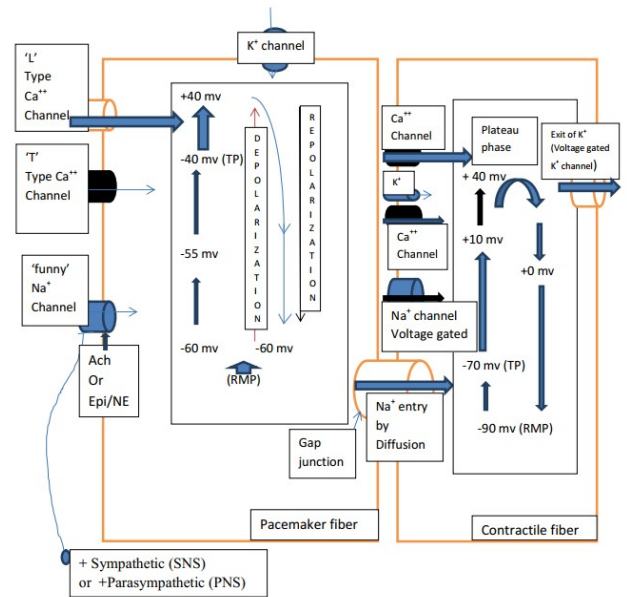 K⁺ channel
‘L’
Type
Ca⁺⁺
Channel
‘T’
Type Ca⁺⁺
Channel
‘funny’
Na⁺
Channel
Ach
Or
Epi/NE
+40 mv
-40 mv (TP)
-55 mv
-60 mv
-60 mv
(RMP)
DEPOLARIZATION
REPOLARIZATION
Ca⁺⁺
Channel
K⁺
Ca⁺⁺
Channel
Na⁺ channel
Voltage gated
Na⁺ entry
by
Diffusion
Gap
junction
Plateau
phase
+ 40 mv
+10 mv
+0 mv
-70 mv (TP)
-90 mv (RMP)
Exit of K⁺
(Voltage gated
K⁺ channel)
Pacemaker fiber
Contractile fiber
+ Sympathetic (SNS)
or +Parasympathetic (PNS)